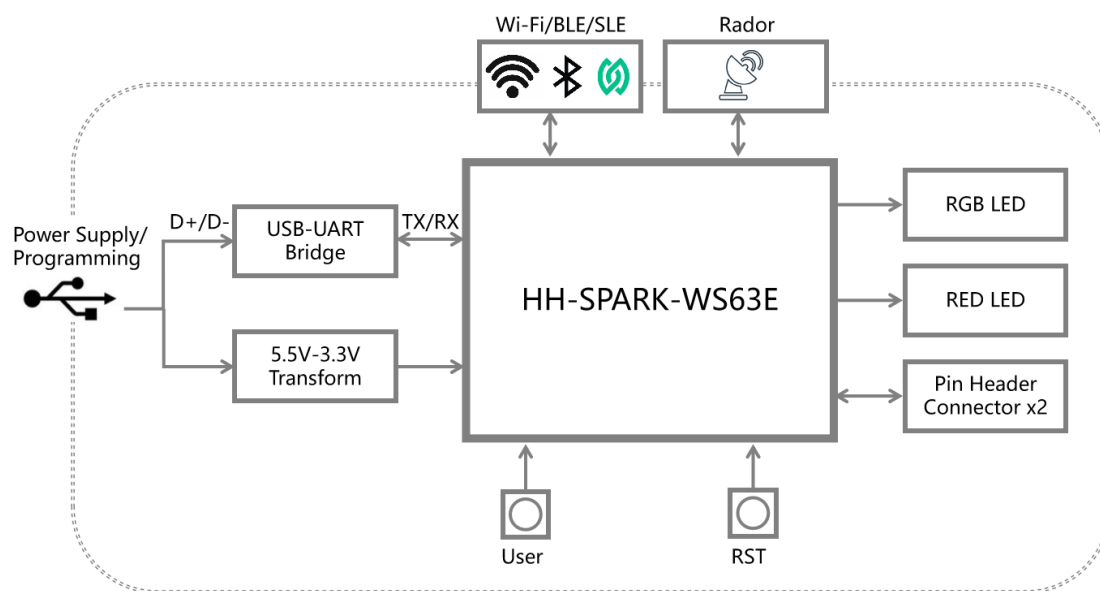 Wi-Fi/BLE/SLE
Rador
D+/D-
USB-UART
Bridge
TX/RX
Power Supply/
Programming
5.5V-3.3V
Transform
HH-SPARK-WS63E
RGB LED
RED LED
Pin Header
Connector x2
User
RST